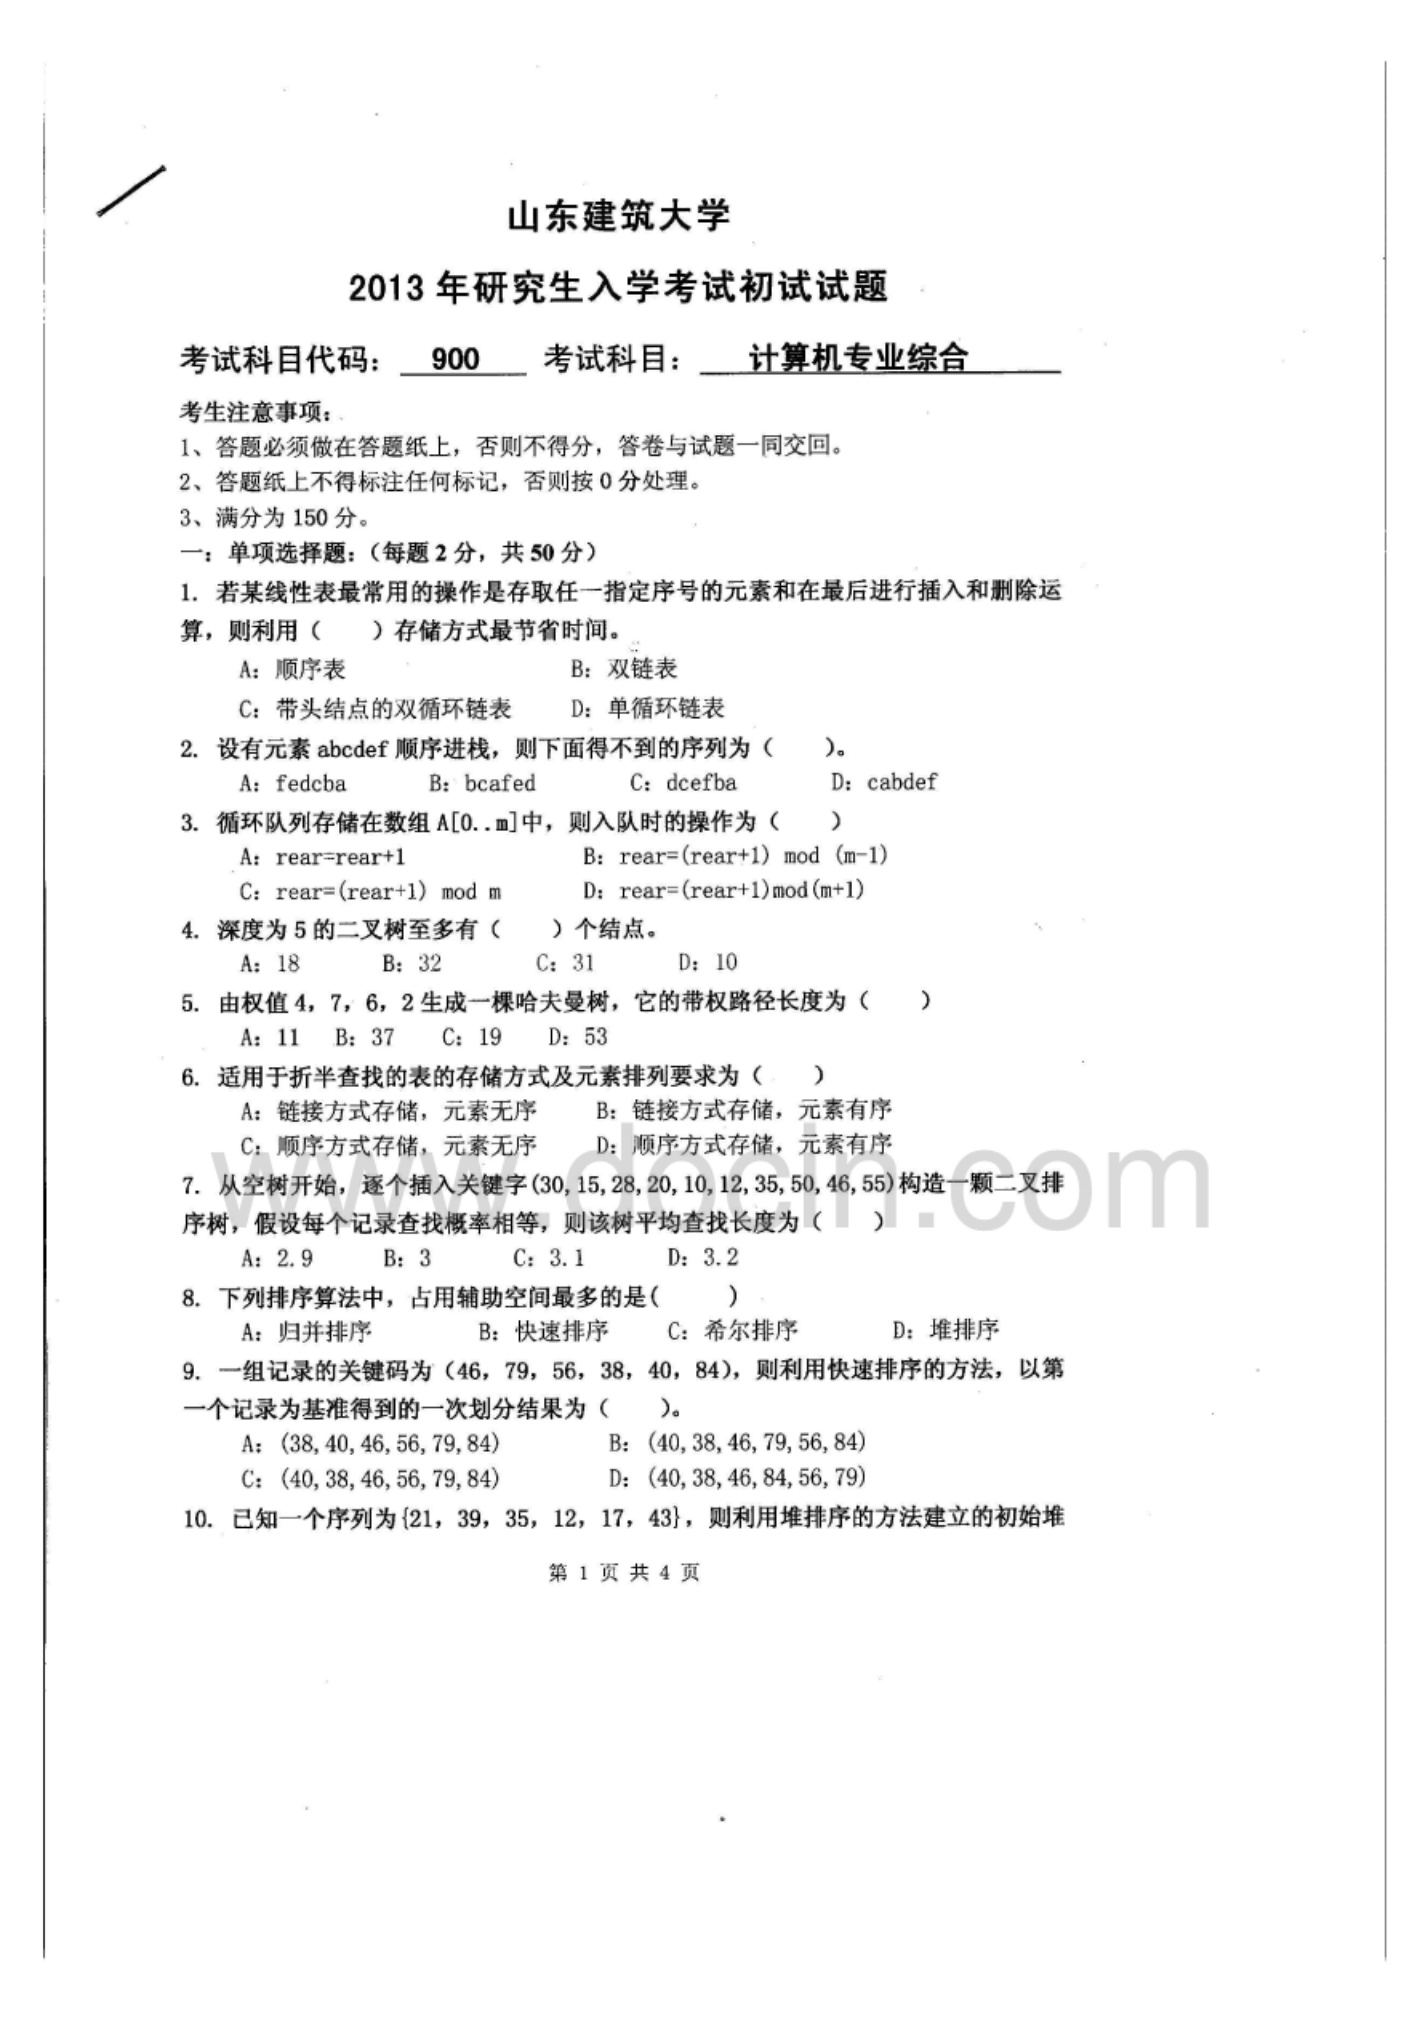 山东建筑大学
2013 年研究生入学考试初试试题
考试科目代码： 900 考试科目： 计算机专业综合
考生注意事项：
1、答题必须做在答题纸上，否则不得分，答卷与试题一同交回。
2、答题纸上不得标注任何标记，否则按 0 分处理。
3、满分为 150 分。
一：单项选择题：（每题 2 分，共 50 分）
1. 若某线性表最常用的操作是存取任一指定序号的元素和在最后进行插入和删除运
算，则利用（ ）存储方式最节省时间。
A：顺序表 B：双链表
C：带头结点的双循环链表 D：单循环链表
2. 设有元素 abcdef 顺序进栈，则下面得不到的序列为（ ）。
A：fedcba B：bcafed C：dcefba D：cabdef
3. 循环队列存储在数组 A[0..m]中，则入队时的操作为（ ）
A：rear=rear+1 B：rear=(rear+1) mod (m-1)
C：rear=(rear+1) mod m D：rear=(rear+1)mod(m+1)
4. 深度为 5 的二叉树至多有（ ）个结点。
A：18 B：32 C：31 D：10
5. 由权值 4，7，6，2 生成一棵哈夫曼树，它的带权路径长度为（ ）
A：11 B：37 C：19 D：53
6. 适用于折半查找的表的存储方式及元素排列要求为（ ）
A：链接方式存储，元素无序 B：链接方式存储，元素有序
C：顺序方式存储，元素无序 D：顺序方式存储，元素有序
www.docin.com
7. 从空树开始，逐个插入关键字(30,15,28,20,10,12,35,50,46,55)构造一颗二叉排
序树，假设每个记录查找概率相等，则该树平均查找长度为（ ）
A：2.9 B：3 C：3.1 D：3.2
8. 下列排序算法中，占用辅助空间最多的是( )
A：归并排序 B：快速排序 C：希尔排序 D：堆排序
9. 一组记录的关键码为（46，79，56，38，40，84），则利用快速排序的方法，以第
一个记录为基准得到的一次划分结果为（ ）。
A：(38,40,46,56,79,84) B：(40,38,46,79,56,84)
C：(40,38,46,56,79,84) D：(40,38,46,84,56,79)
10. 已知一个序列为{21，39，35，12，17，43}，则利用堆排序的方法建立的初始堆
第 1 页 共 4 页